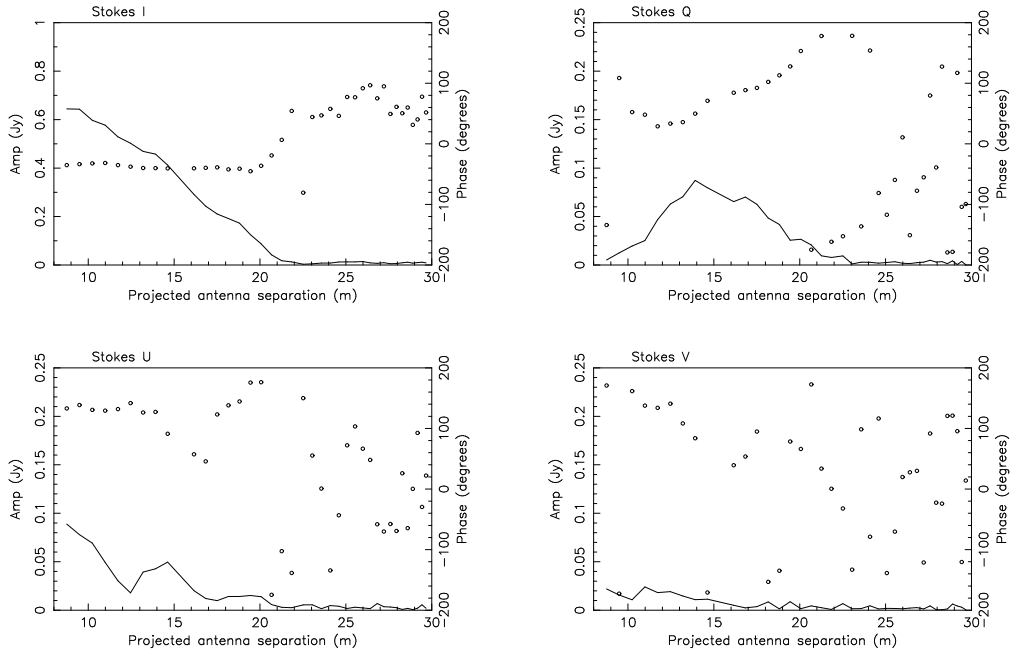 Stokes I
Stokes Q
1
0.8
0.6
0.4
0.2
0
Amp (Jy)
200
100
0
−100
−200
Phase (degrees)
10 15 20 25 30
Projected antenna separation (m)
0.25
0.2
0.15
0.1
0.05
0
Amp (Jy)
200
100
0
−100
−200
Phase (degrees)
10 15 20 25 30
Projected antenna separation (m)
Stokes U
Stokes V
0.25
0.2
0.15
0.1
0.05
0
Amp (Jy)
200
100
0
−100
−200
Phase (degrees)
10 15 20 25 30
Projected antenna separation (m)
0.25
0.2
0.15
0.1
0.05
0
Amp (Jy)
200
100
0
−100
−200
Phase (degrees)
10 15 20 25 30
Projected antenna separation (m)